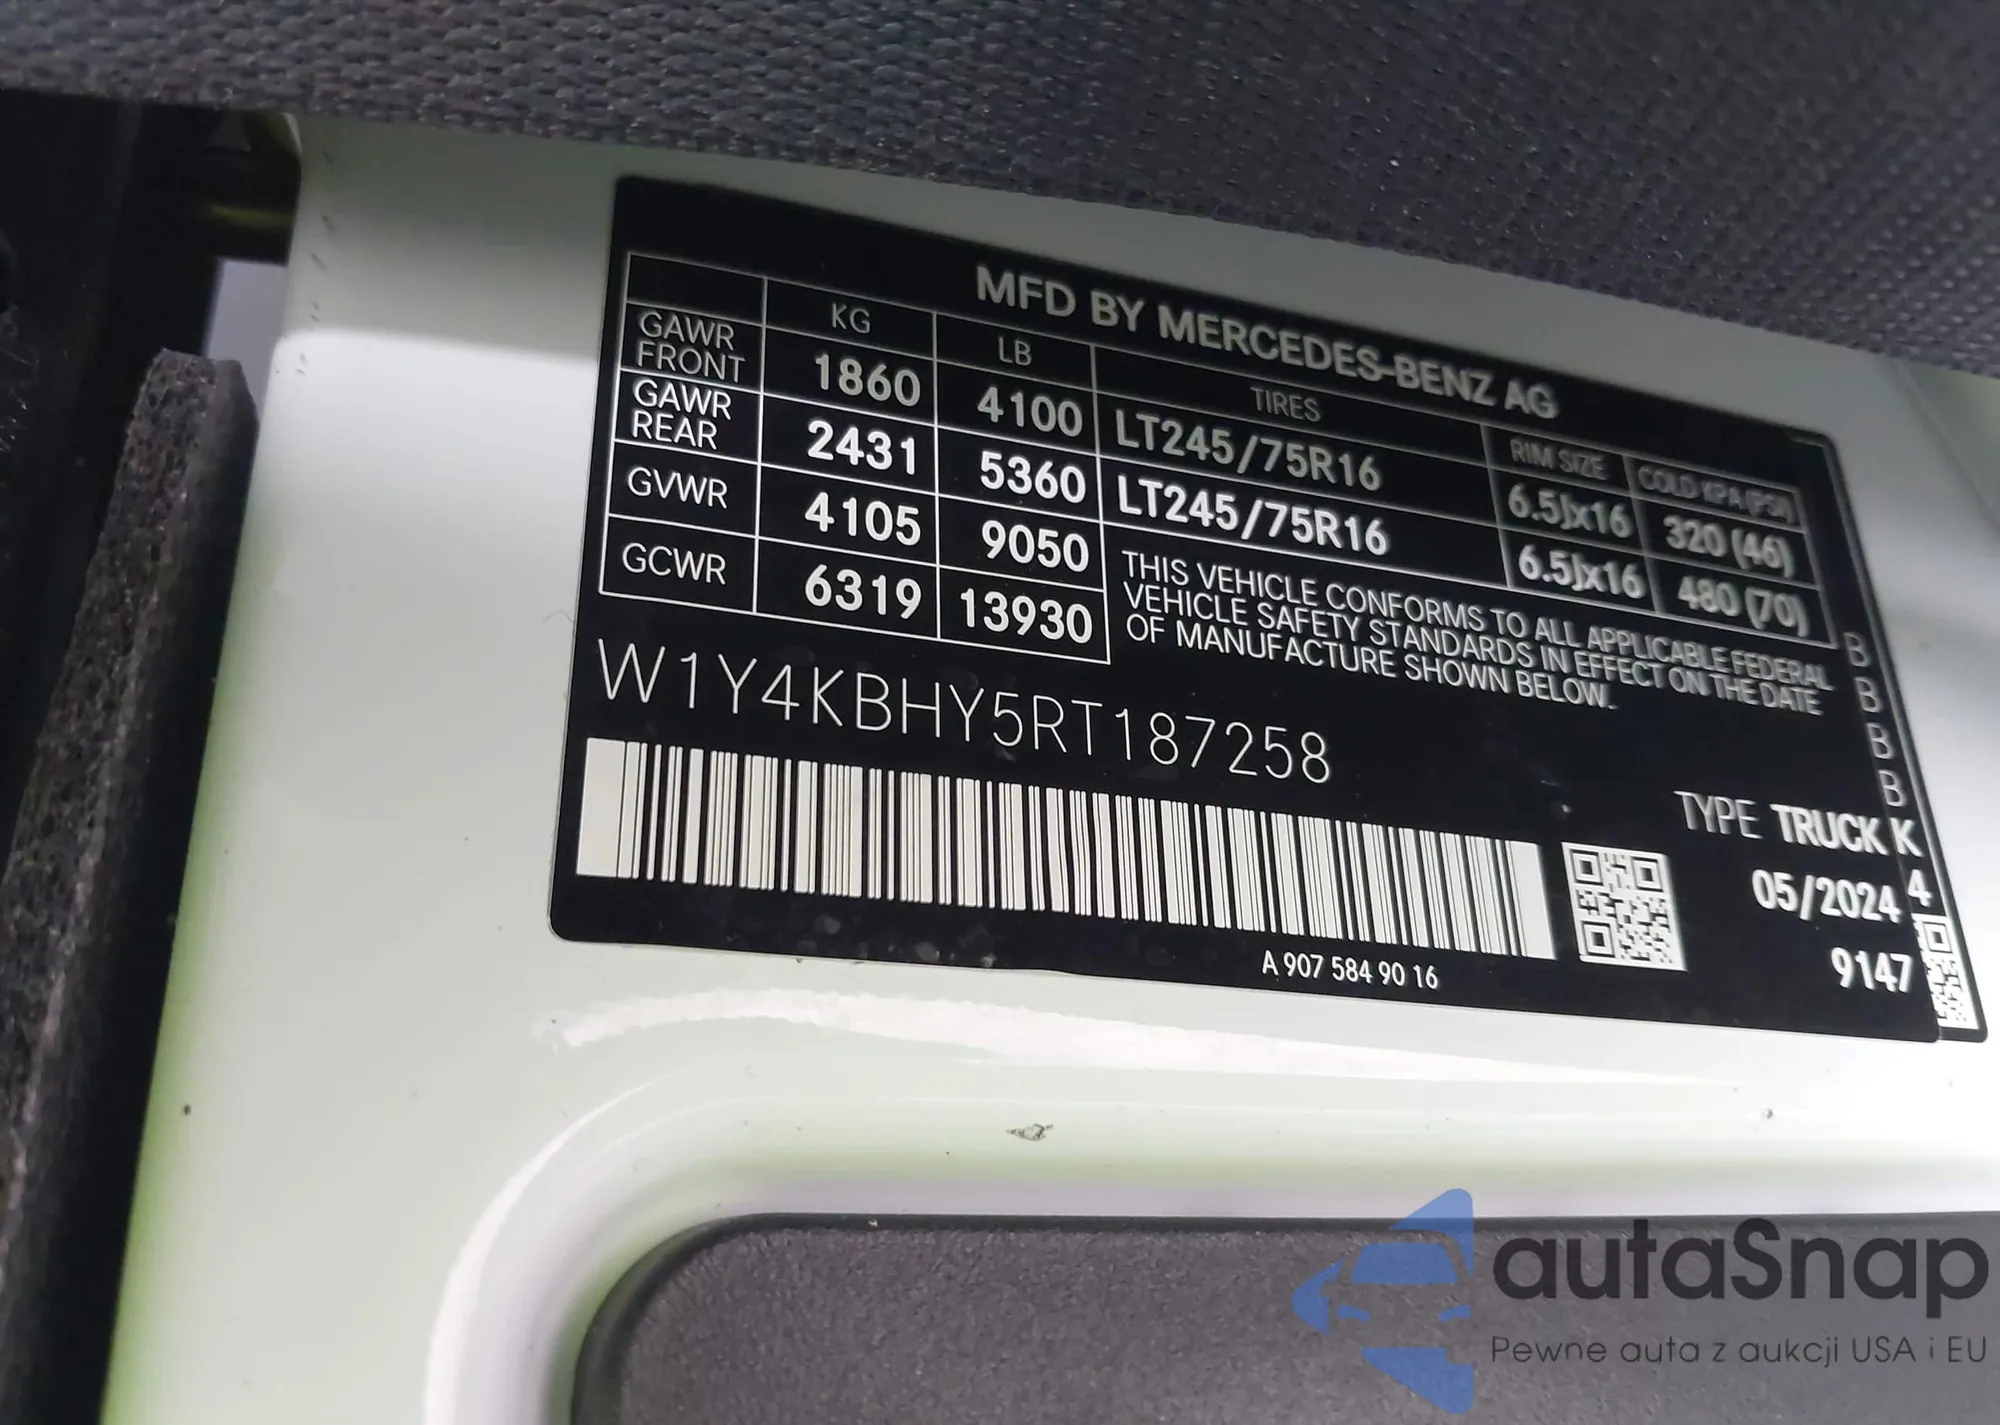 MFD BY MERCEDES-BENZ AG
KG LB TIRES RIM SIZE COLD KPA (PSI)
GAWR FRONT 1860 4100 LT245/75R16 6.5Jx16 320 (46)
GAWR REAR 2431 5360 LT245/75R16 6.5Jx16 480 (70)
GVWR 4105 9050
GCWR 6319 13930
THIS VEHICLE CONFORMS TO ALL APPLICABLE FEDERAL
VEHICLE SAFETY STANDARDS IN EFFECT ON THE DATE
OF MANUFACTURE SHOWN BELOW.
W1Y4KBHY5RT187258
TYPE TRUCK
05/2024
9147
A 907 584 90 16
B
B
B
B
K
4
autaSnap
Pewne auta z aukcji USA i EU